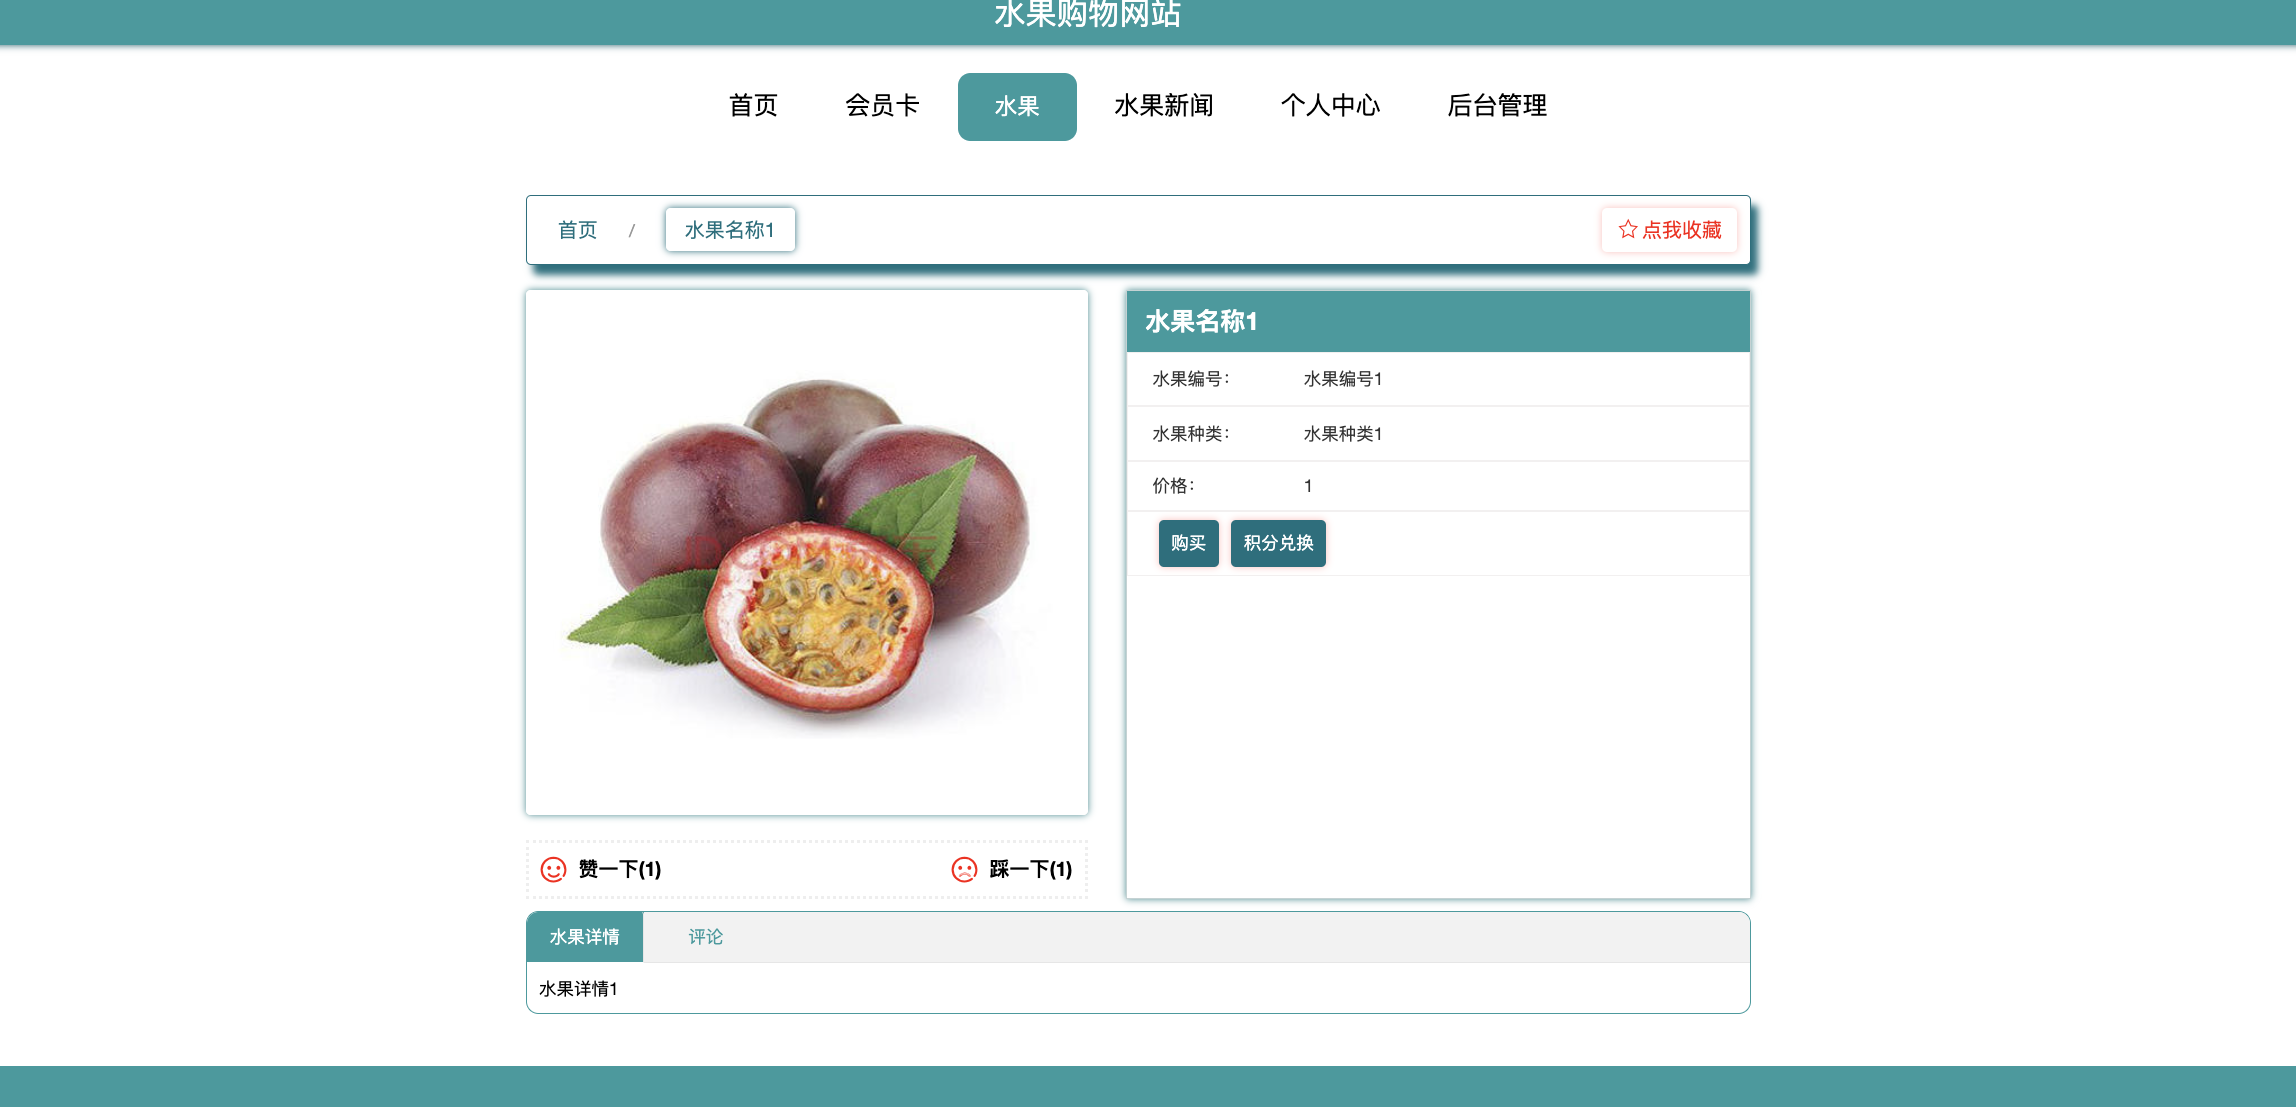 水果购物网站
首页 会员卡 水果 水果新闻 个人中心 后台管理
首页 / 水果名称1 点我收藏
水果名称1
水果编号： 水果编号1
水果种类： 水果种类1
价格： 1
购买 积分兑换
赞一下(1) 踩一下(1)
水果详情 评论
水果详情1